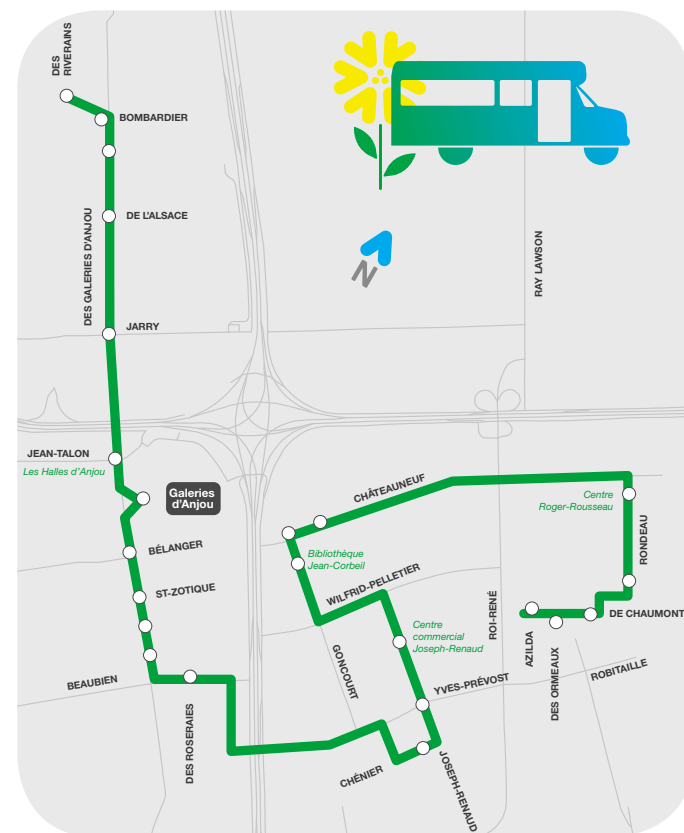 DES
RIVERAINS
BOMBARDIER
DE L'ALSACE
DES GALERIES D'ANJOU
RAY LAWSON
N
JARRY
JEAN-TALON
Les Halles d'Anjou
Galeries
d'Anjou
CHÂTEAUNEUF
Centre
Roger-Rousseau
BÉLANGER
Bibliothèque
Jean-Corbeil
RONDEAU
ST-ZOTIQUE
WILFRID-PELLETIER
ROI-RENÉ
DE CHAUMONT
Centre
commercial
Joseph-Renaud
AZILDA
DES ORMEAUX
ROBITAILLE
GONCOURT
YVES-PRÉVOST
BEAUBIEN
DES ROSERAIES
CHÉNIER
JOSEPH-RENAUD